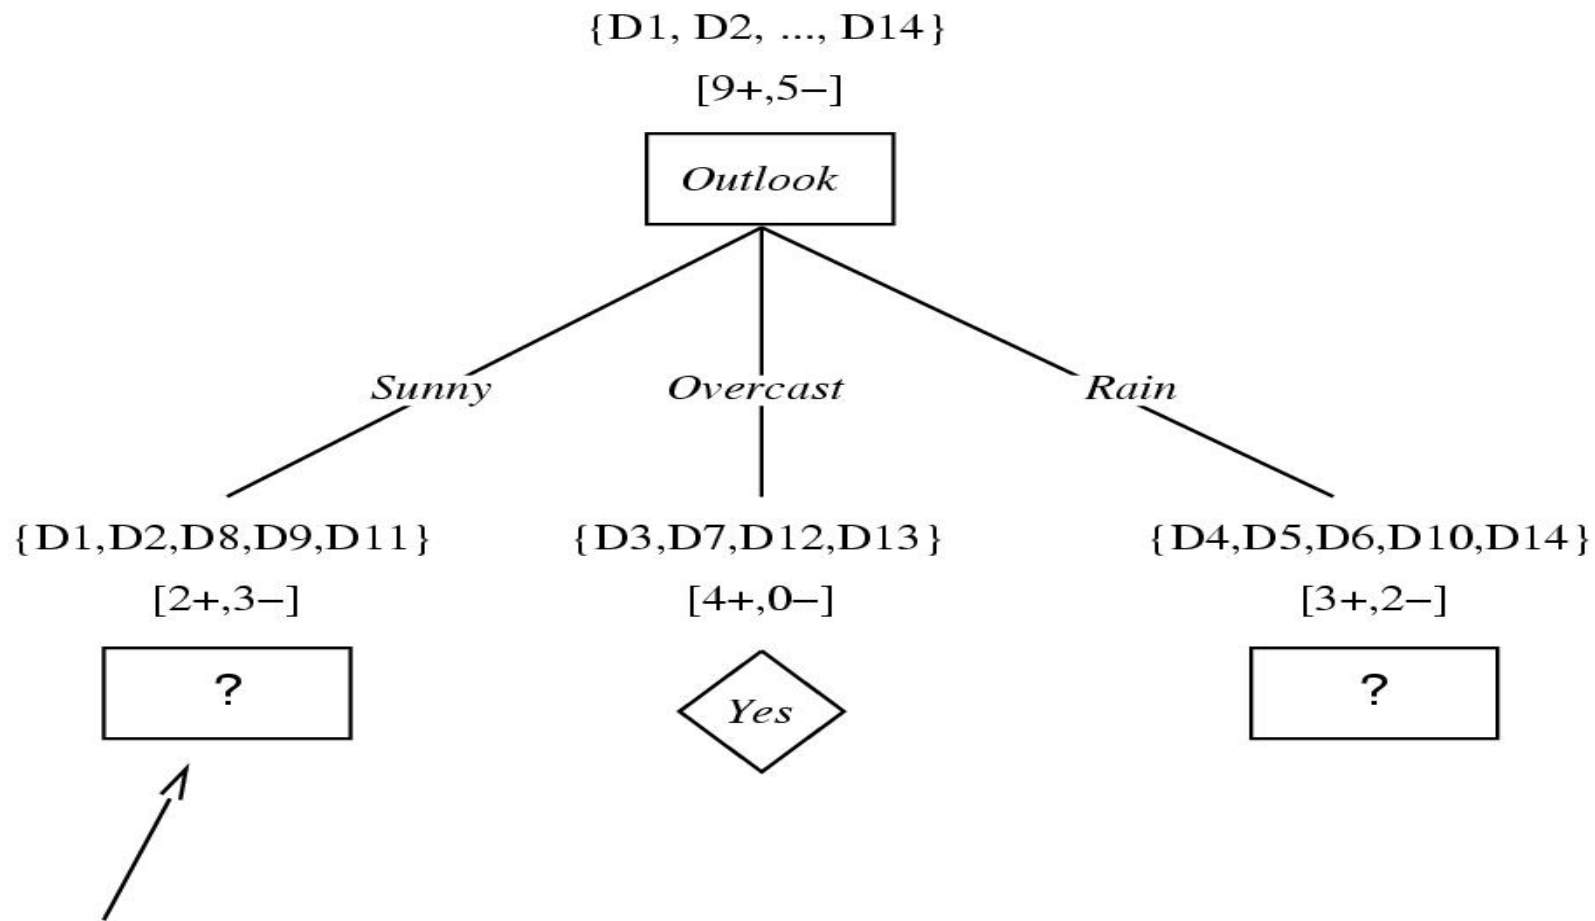 {D1, D2, ..., D14}
[9+,5−]
Outlook
Sunny
Overcast
Rain
{D1,D2,D8,D9,D11}
{D3,D7,D12,D13}
{D4,D5,D6,D10,D14}
[2+,3−]
[4+,0−]
[3+,2−]
?
Yes
?